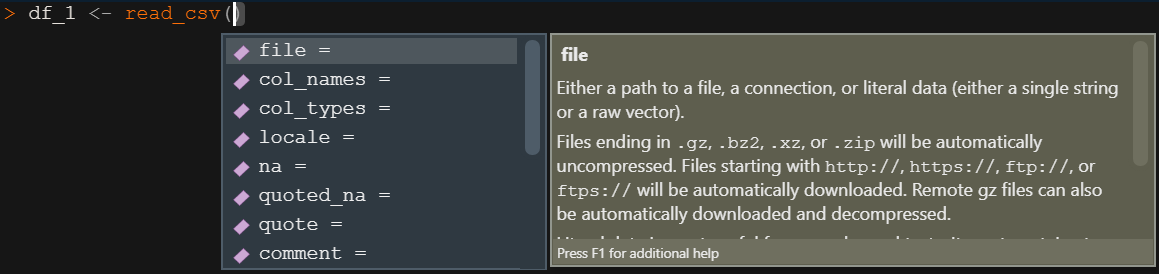 > df_1 <- read_csv()
file =
col_names =
col_types =
locale =
na =
quoted_na =
quote =
comment =
file
Either a path to a file, a connection, or literal data (either a single string
or a raw vector).
Files ending in .gz, .bz2, .xz, or .zip will be automatically
uncompressed. Files starting with http://, https://, ftp://, or
ftps:// will be automatically downloaded. Remote gz files can also
be automatically downloaded and decompressed.
Press F1 for additional help